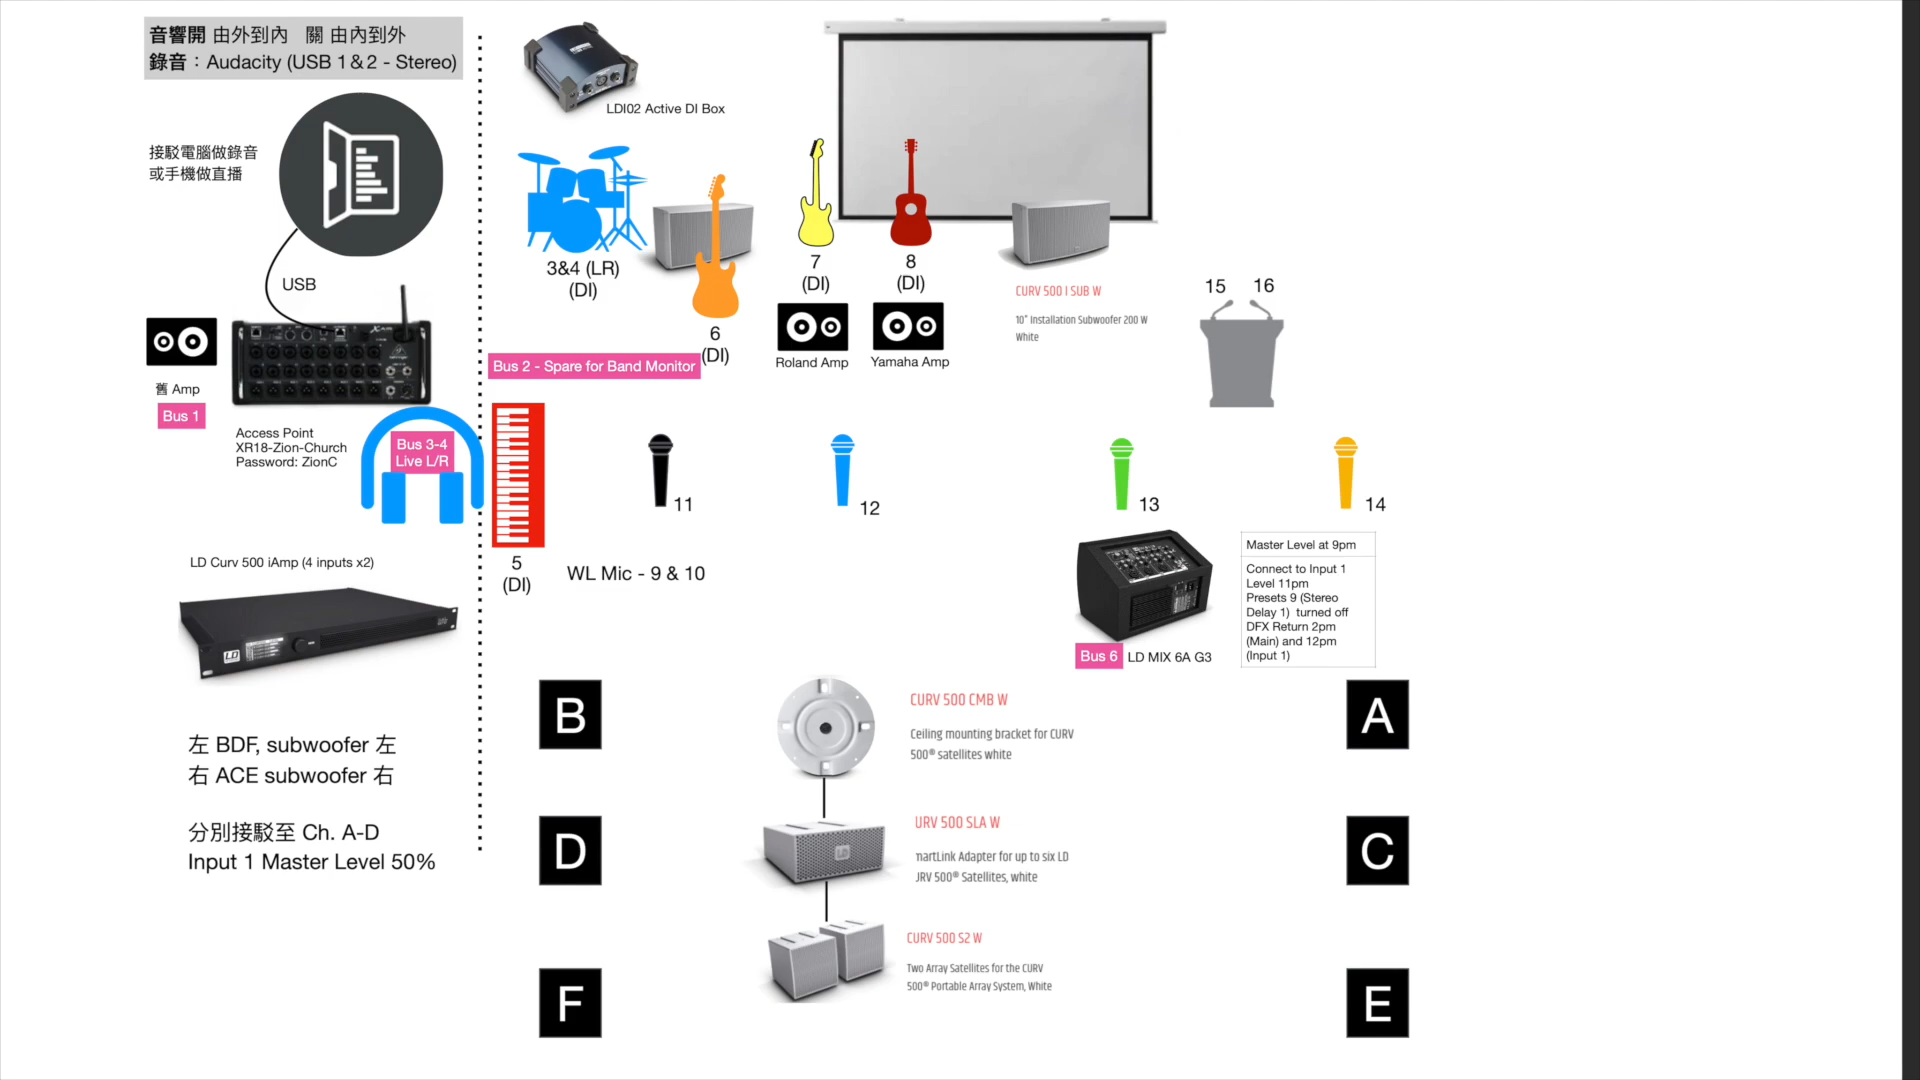 音響開 由外到內 關 由內到外
錄音：Audacity (USB 1＆2 - Stereo)
接駁電腦做錄音
或手機做直播
USB
舊 Amp
Bus 1
Access Point
XR18-Zion-Church
Password: ZionC
Bus 3-4
Live L/R
LD Curv 500 iAmp (4 inputs x2)
LD
左 BDF, subwoofer 左
右 ACE subwoofer 右
分別接駁至 Ch. A-D
Input 1 Master Level 50%
LDI02 Active DI Box
3&4 (LR)
(DI)
6
(DI)
Bus 2 - Spare for Band Monitor
7
(DI)
Roland Amp
8
(DI)
Yamaha Amp
CURV 500 I SUB W
10" Installation Subwoofer 200 W
White
15 16
5
(DI)
11
12
13
14
WL Mic - 9 & 10
Bus 6
LD MIX 6A G3
Master Level at 9pm
Connect to Input 1
Level 11pm
Presets 9 (Stereo
Delay 1) turned off
DFX Return 2pm
(Main) and 12pm
(Input 1)
B
A
CURV 500 CMB W
Ceiling mounting bracket for CURV
500® satellites white
D
C
URV 500 SLA W
martLink Adapter for up to six LD
URV 500® Satellites, white
LD
F
E
CURV 500 S2 W
Two Array Satellites for the CURV
500® Portable Array System, White